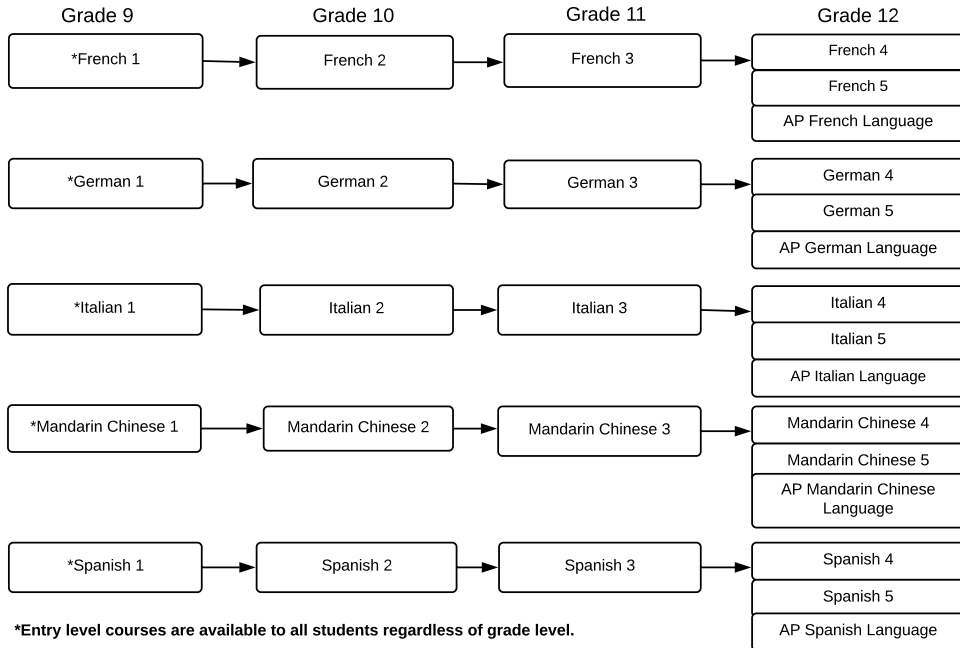 Grade 9
Grade 10
Grade 11
Grade 12
*French 1
French 2
French 3
French 4
French 5
AP French Language
*German 1
German 2
German 3
German 4
German 5
AP German Language
*Italian 1
Italian 2
Italian 3
Italian 4
Italian 5
AP Italian Language
*Mandarin Chinese 1
Mandarin Chinese 2
Mandarin Chinese 3
Mandarin Chinese 4
Mandarin Chinese 5
AP Mandarin Chinese
Language
*Spanish 1
Spanish 2
Spanish 3
Spanish 4
Spanish 5
AP Spanish Language
*Entry level courses are available to all students regardless of grade level.